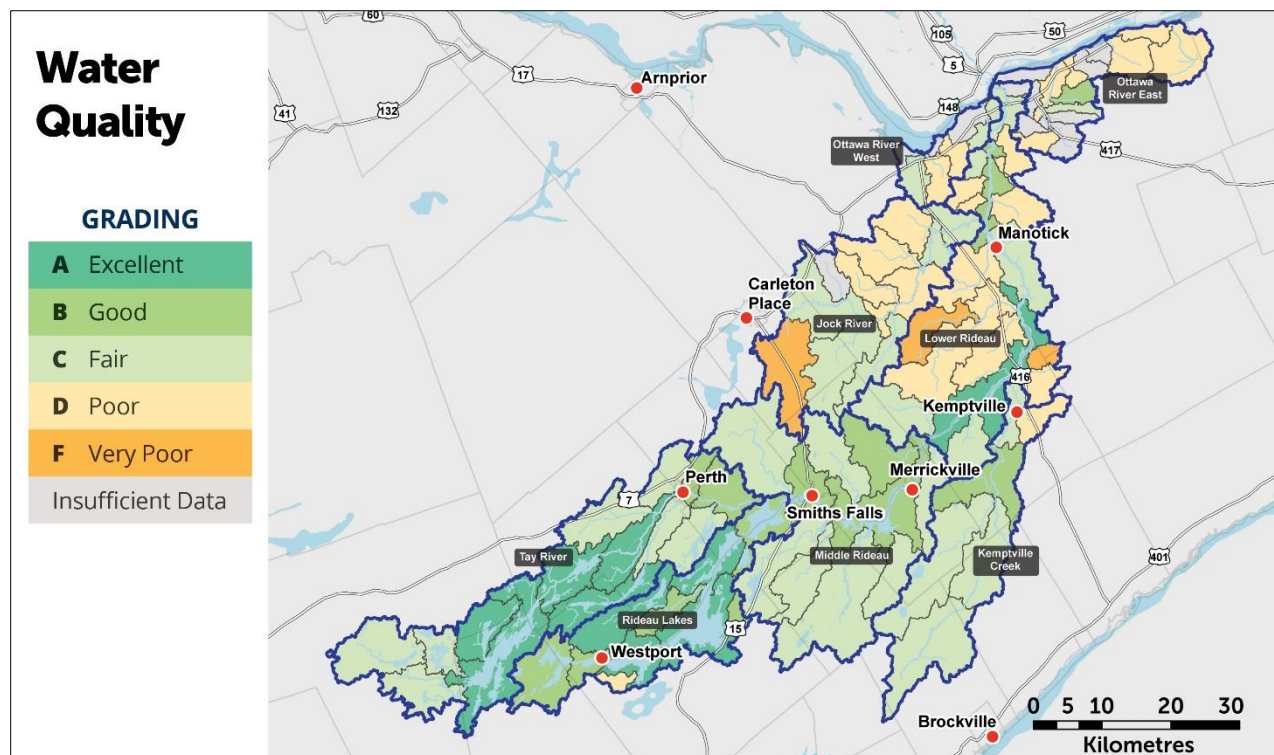 Water
Quality
GRADING
A Excellent
B Good
C Fair
D Poor
F Very Poor
Insufficient Data
60
105
50
5
17
Arnprior
41
132
148
Ottawa
River East
Ottawa River
West
417
Manotick
Carleton
Place
Jock River
Lower Rideau
416
Kemptville
Perth
7
Merrickville
Smiths Falls
Tay River
Middle Rideau
Kemptville
Creek
401
Rideau Lakes
15
Westport
Brockville
0 5 10 20 30
Kilometres